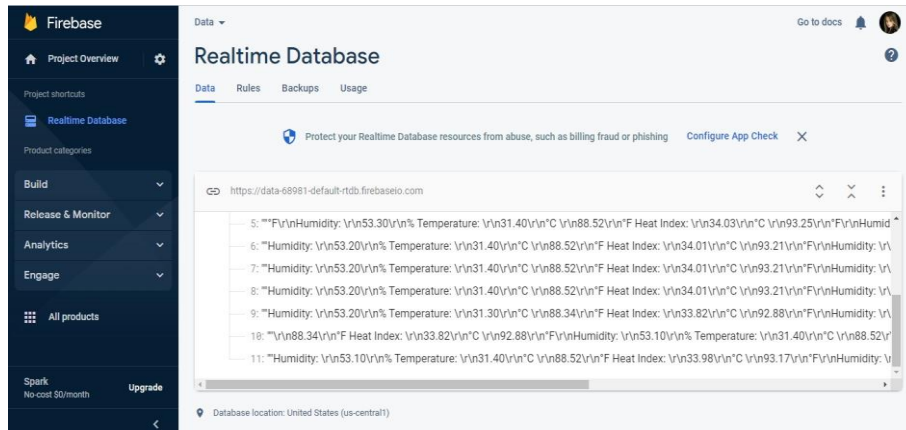 Firebase
Project Overview
Project shortcuts
Realtime Database
Product categories
Build
Release & Monitor
Analytics
Engage
All products
Spark
No-cost $0/month
Upgrade
Data
Go to docs
Realtime Database
Data Rules Backups Usage
Protect your Realtime Database resources from abuse, such as billing fraud or phishing Configure App Check
https://data-68981-default-rtdb.firebaseio.com
5: ""°F\r\nHumidity: \r\n53.30\r\n% Temperature: \r\n31.40\r\n°C \r\n88.52\r\n°F Heat Index: \r\n34.03\r\n°C \r\n93.25\r\n°F\r\nHumid
6: "'Humidity: \r\n53.20\r\n% Temperature: \r\n31.40\r\n°C \r\n88.52\r\n°F Heat Index: \r\n34.01\r\n°C \r\n93.21\r\n°F\r\nHumidity: \r\
7: "'Humidity: \r\n53.20\r\n% Temperature: \r\n31.40\r\n°C \r\n88.52\r\n°F Heat Index: \r\n34.01\r\n°C \r\n93.21\r\n°F\r\nHumidity: \r\
8: "'Humidity: \r\n53.20\r\n% Temperature: \r\n31.40\r\n°C \r\n88.52\r\n°F Heat Index: \r\n34.01\r\n°C \r\n93.21\r\n°F\r\nHumidity: \r\
9: "'Humidity: \r\n53.20\r\n% Temperature: \r\n31.30\r\n°C \r\n88.34\r\n°F Heat Index: \r\n33.82\r\n°C \r\n92.88\r\n°F\r\nHumidity: \r\
10: "'\r\n88.34\r\n°F Heat Index: \r\n33.82\r\n°C \r\n92.88\r\n°F\r\nHumidity: \r\n53.10\r\n% Temperature: \r\n31.40\r\n°C \r\n88.52\r
11: "'Humidity: \r\n53.10\r\n% Temperature: \r\n31.40\r\n°C \r\n88.52\r\n°F Heat Index: \r\n33.98\r\n°C \r\n93.17\r\n°F\r\nHumidity: \r
Database location: United States (us-central1)